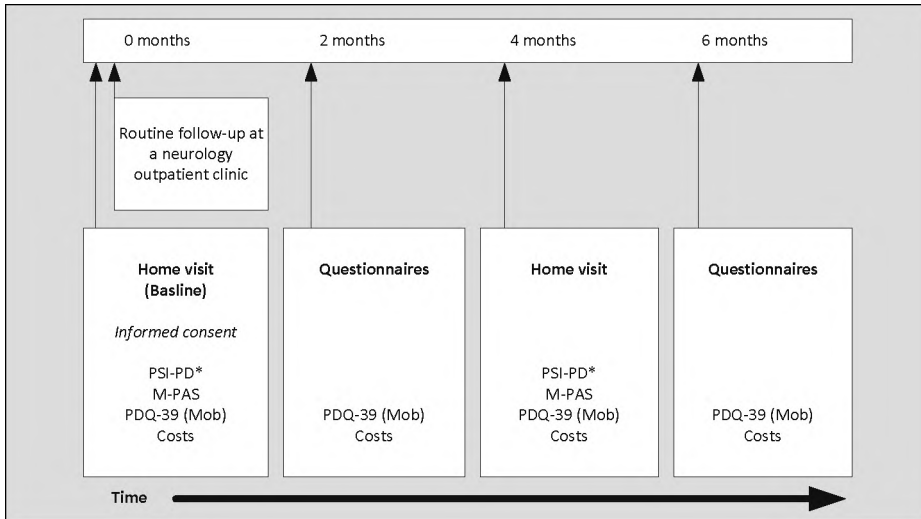 0 months
2 months
4 months
6 months
Routine follow-up at
a neurology
outpatient clinic
Home visit
(Basline)
Informed consent
PSI-PD*
M-PAS
PDQ-39 (Mob)
Costs
Questionnaires
PDQ-39 (Mob)
Costs
Home visit
PSI-PD*
M-PAS
PDQ-39 (Mob)
Costs
Questionnaires
PDQ-39 (Mob)
Costs
Time